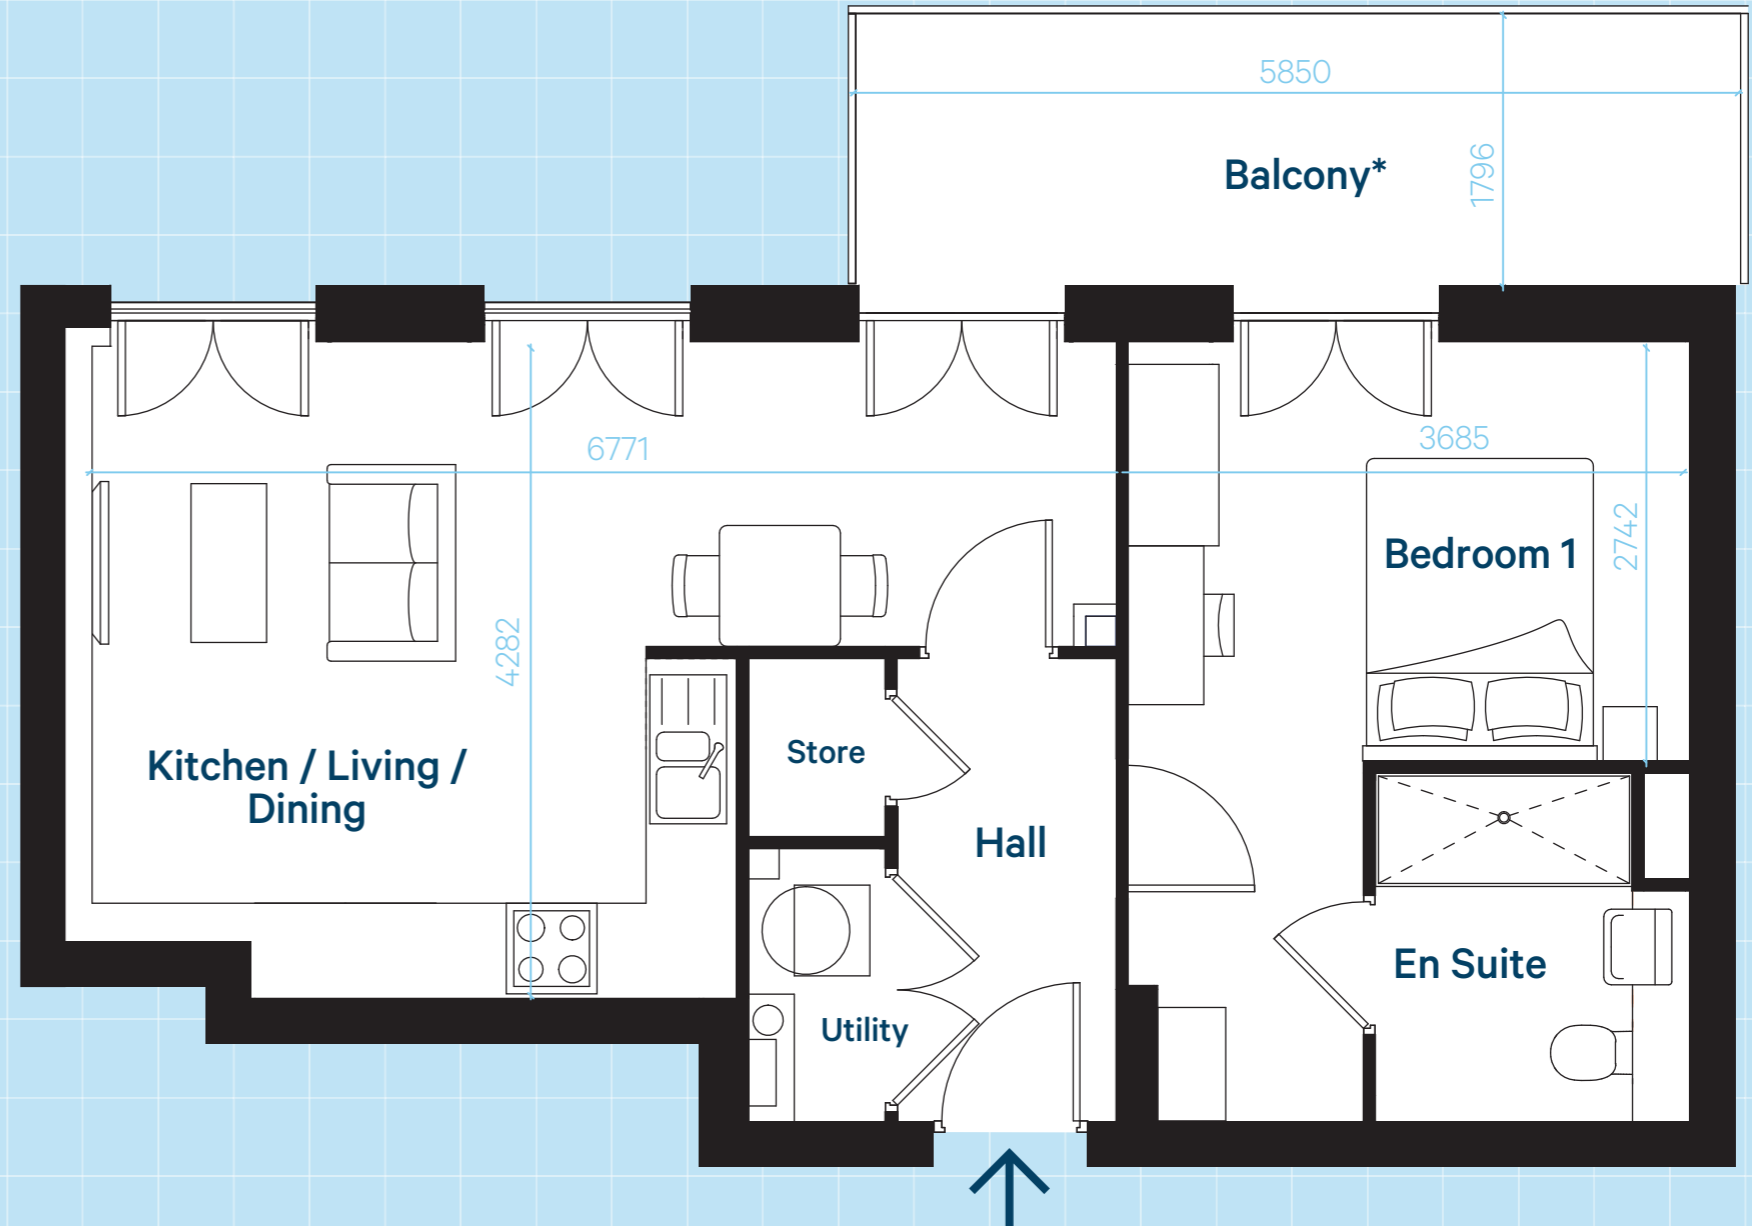 5850
1796
Balcony*
6771
3685
2742
Bedroom 1
4282
Kitchen / Living /
Dining
Store
Hall
En Suite
Utility